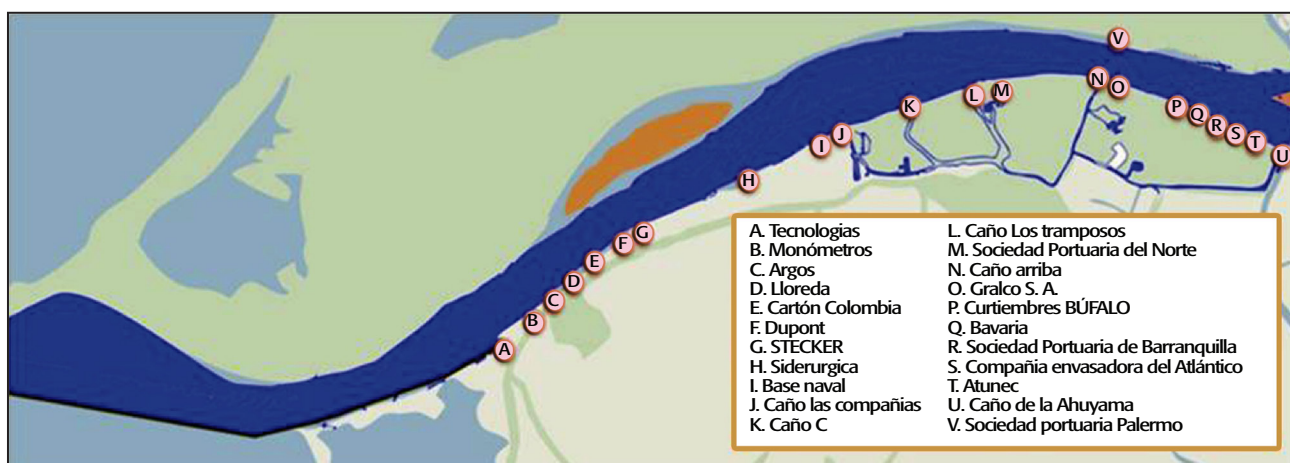 V
N
O
L
M
K
P
Q
R
S
T
U
J
I
H
G
F
E
D
C
B
A
A. Tecnologias
B. Monómetros
C. Argos
D. Lloreda
E. Cartón Colombia
F. Dupont
G. STECKER
H. Siderurgica
I. Base naval
J. Caño las compañias
K. Caño C
L. Caño Los tramposos
M. Sociedad Portuaria del Norte
N. Caño arriba
O. Gralco S. A.
P. Curtiembres BÚFALO
Q. Bavaria
R. Sociedad Portuaria de Barranquilla
S. Compañia envasadora del Atlántico
T. Atunec
U. Caño de la Ahuyama
V. Sociedad portuaria Palermo